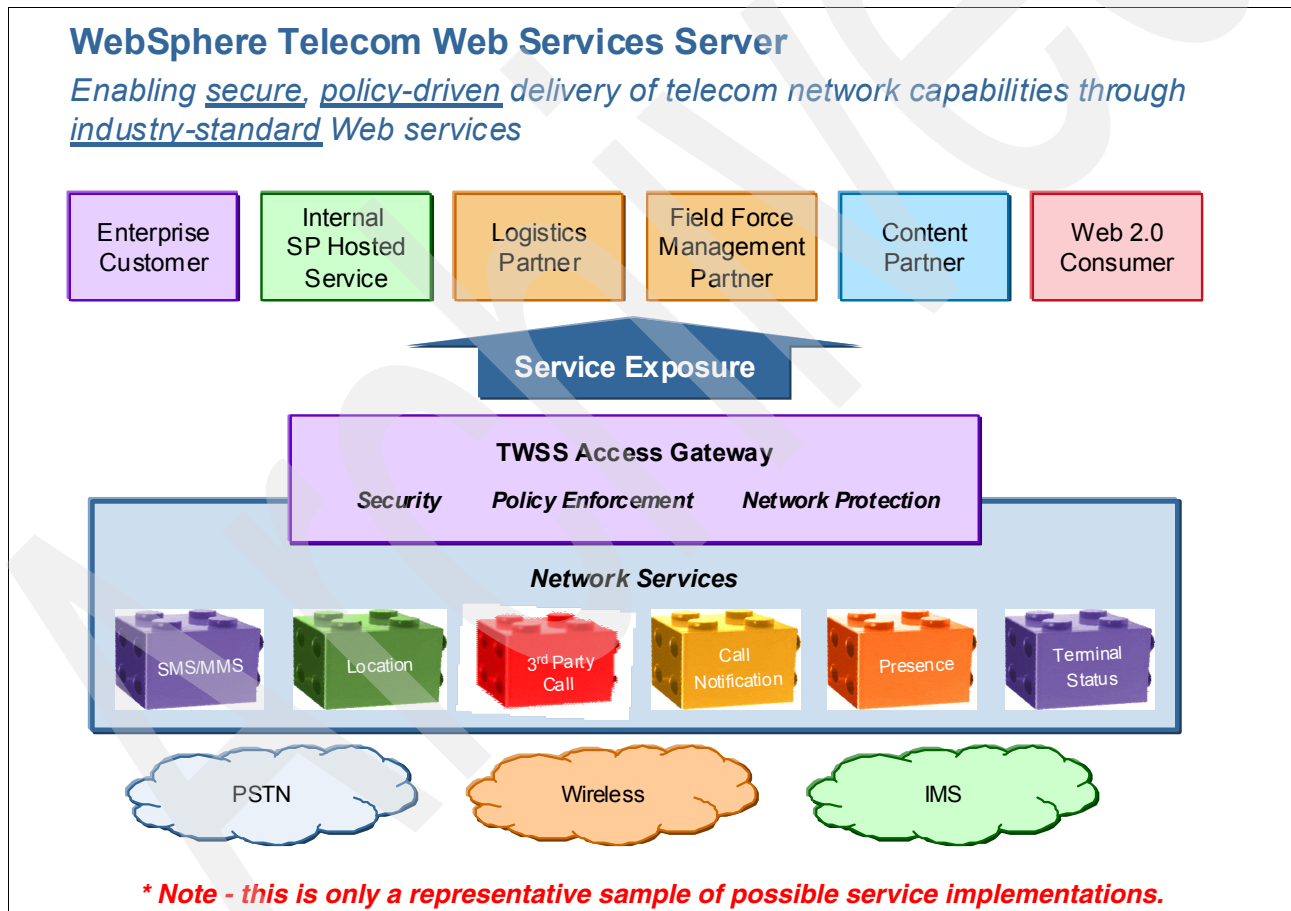 WebSphere Telecom Web Services Server
Enabling secure, policy-driven delivery of telecom network capabilities through
industry-standard Web services
Enterprise
Customer
Internal
SP Hosted
Service
Logistics
Partner
Field Force
Management
Partner
Content
Partner
Web 2.0
Consumer
Service Exposure
TWSS Access Gateway
Security Policy Enforcement Network Protection
Network Services
SMS/MMS
Location
3rd Party
Call
Call
Notification
Presence
Terminal
Status
PSTN
Wireless
IMS
* Note - this is only a representative sample of possible service implementations.